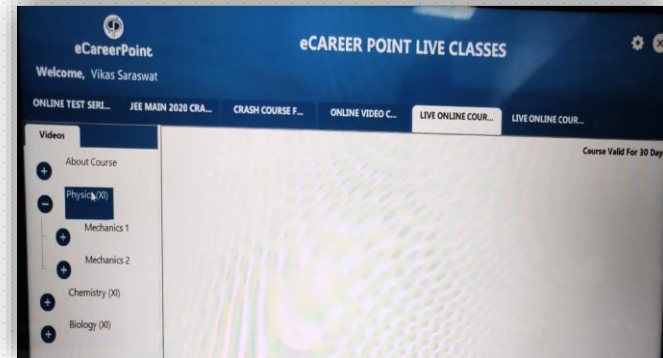 eCareerPoint
eCAREER POINT LIVE CLASSES
Welcome, Vikas Saraswat
ONLINE TEST SERI...
JEE MAIN 2020 CRA...
CRASH COURSE F...
ONLINE VIDEO C...
LIVE ONLINE COUR...
LIVE ONLINE COUR...
Videos
Course Valid For 30 Day
About Course
Physics (XI)
Mechanics 1
Mechanics 2
Chemistry (XI)
Biology (XI)